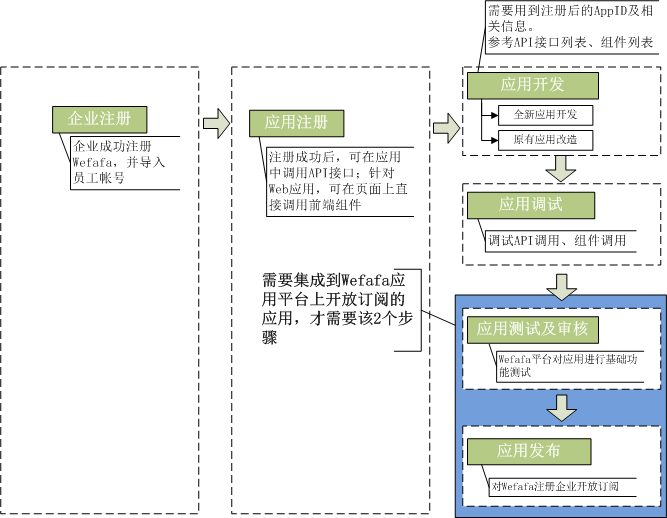 需要用到注册后的AppID及相
关信息。
参考API接口列表、组件列表
企业注册
企业成功注册
Wefafa，并导入
员工帐号
应用注册
注册成功后，可在应用
中调用API接口；针对
Web应用，可在页面上直
接调用前端组件
应用开发
全新应用开发
原有应用改造
应用调试
调试API调用、组件调用
需要集成到Wefafa应
用平台上开放订阅的
应用，才需要该2个步
骤
应用测试及审核
Wefafa平台对应用进行基础功
能测试
应用发布
对Wefafa注册企业开放订阅